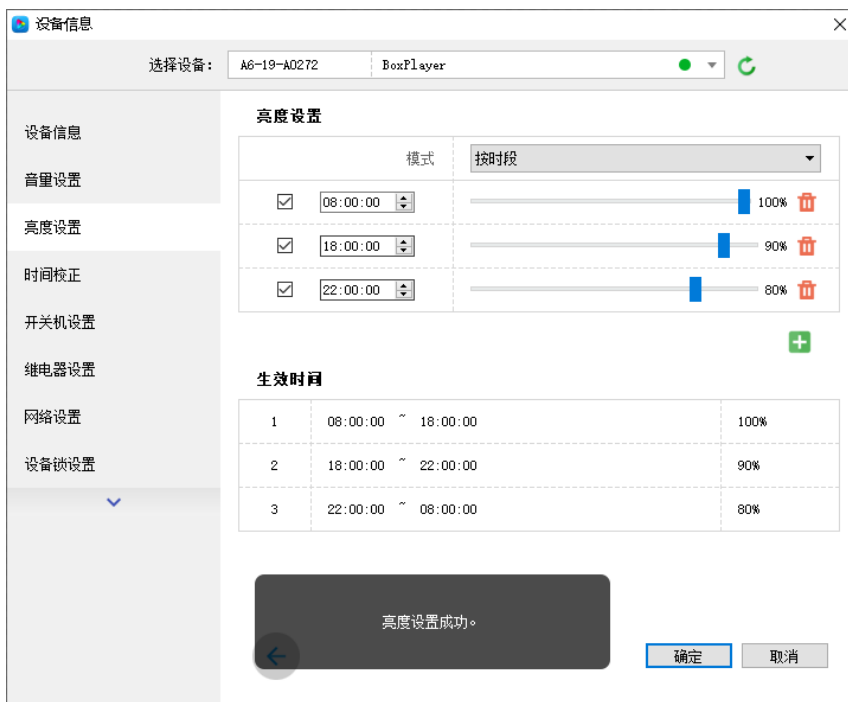 设备信息
选择设备: A6-19-A0272 BoxPlayer
设备信息
音量设置
亮度设置
时间校正
开关机设置
继电器设置
网络设置
设备锁设置
亮度设置
模式 按时段
08:00:00 100%
18:00:00 90%
22:00:00 80%
生效时间
1 08:00:00 ~ 18:00:00 100%
2 18:00:00 ~ 22:00:00 90%
3 22:00:00 ~ 08:00:00 80%
亮度设置成功。
确定 取消